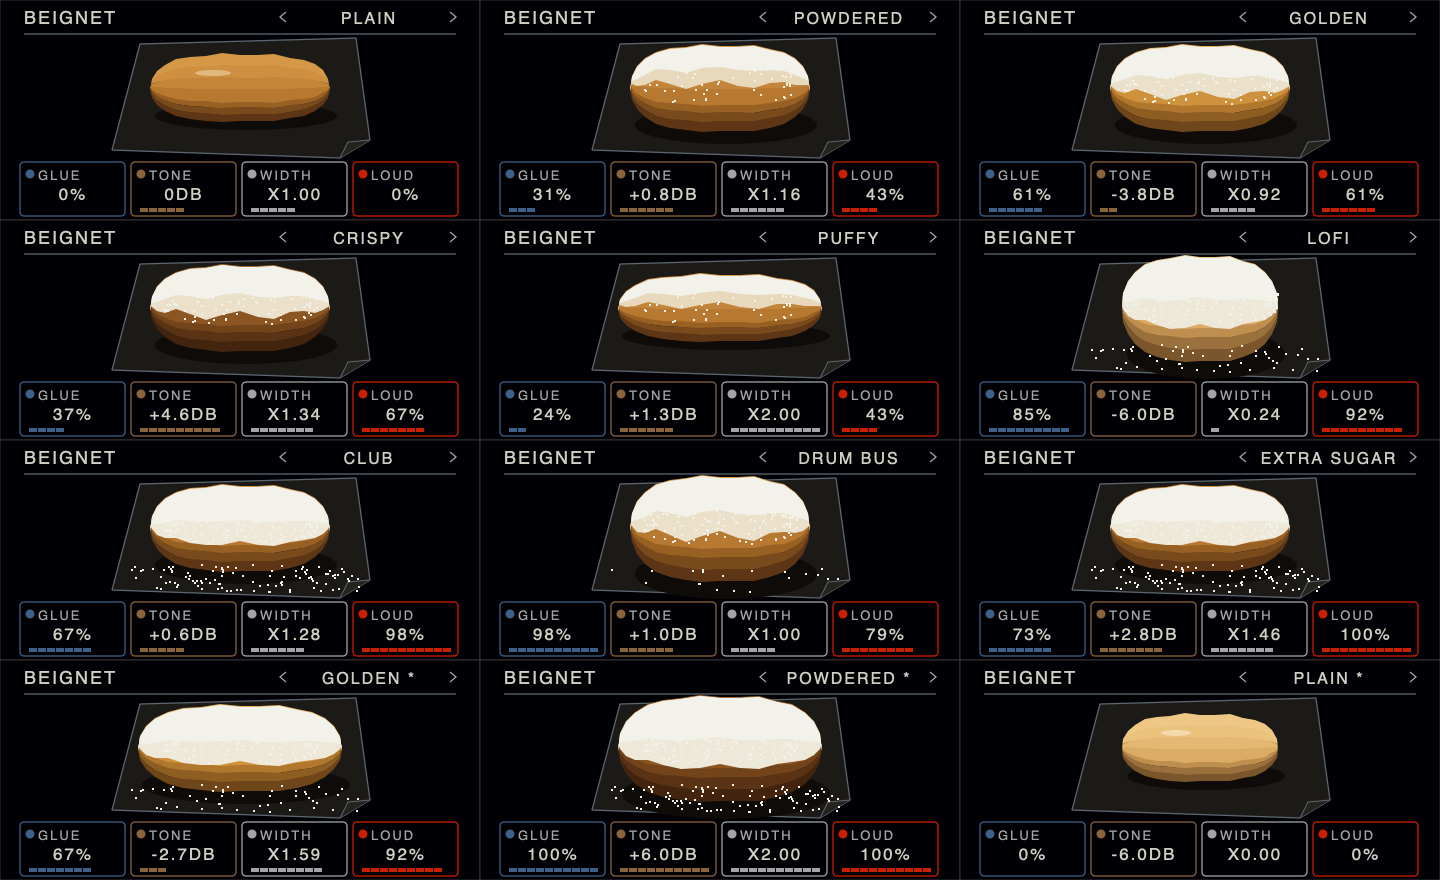 BEIGNET < PLAIN >
GLUE TONE WIDTH LOUD
0% 0DB X1.00 0%
BEIGNET < POWDERED >
GLUE TONE WIDTH LOUD
31% +0.8DB X1.16 43%
BEIGNET < GOLDEN >
GLUE TONE WIDTH LOUD
61% -3.8DB X0.92 61%
BEIGNET < CRISPY >
GLUE TONE WIDTH LOUD
37% +4.6DB X1.34 67%
BEIGNET < PUFFY >
GLUE TONE WIDTH LOUD
24% +1.3DB X2.00 43%
BEIGNET < LOFI >
GLUE TONE WIDTH LOUD
85% -6.0DB X0.24 92%
BEIGNET < CLUB >
GLUE TONE WIDTH LOUD
67% +0.6DB X1.28 98%
BEIGNET < DRUM BUS >
GLUE TONE WIDTH LOUD
98% +1.0DB X1.00 79%
BEIGNET < EXTRA SUGAR >
GLUE TONE WIDTH LOUD
73% +2.8DB X1.46 100%
BEIGNET < GOLDEN * >
GLUE TONE WIDTH LOUD
67% -2.7DB X1.59 92%
BEIGNET < POWDERED * >
GLUE TONE WIDTH LOUD
100% +6.0DB X2.00 100%
BEIGNET < PLAIN * >
GLUE TONE WIDTH LOUD
0% -6.0DB X0.00 0%